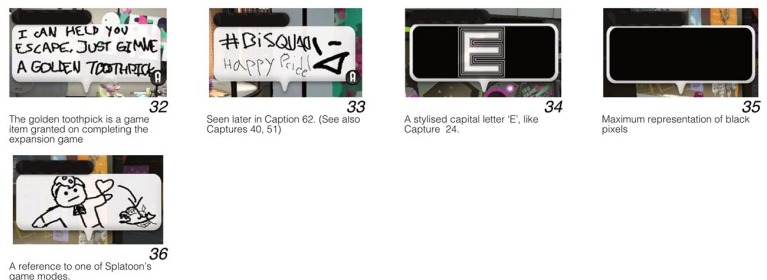 I CAN HELD YOU
ESCAPE, JUST GIMME
A GOLDEN TOOTHPICK
A
32
The golden toothpick is a game
item granted on completing the
expansion game
#BiSQUAD
Happy Pride!
A
33
Seen later in Caption 62. (See also
Captures 40, 51)
E
34
A stylised capital letter ‘E’, like
Capture 24.
35
Maximum representation of black
pixels
36
A reference to one of Splatoon’s
game modes.